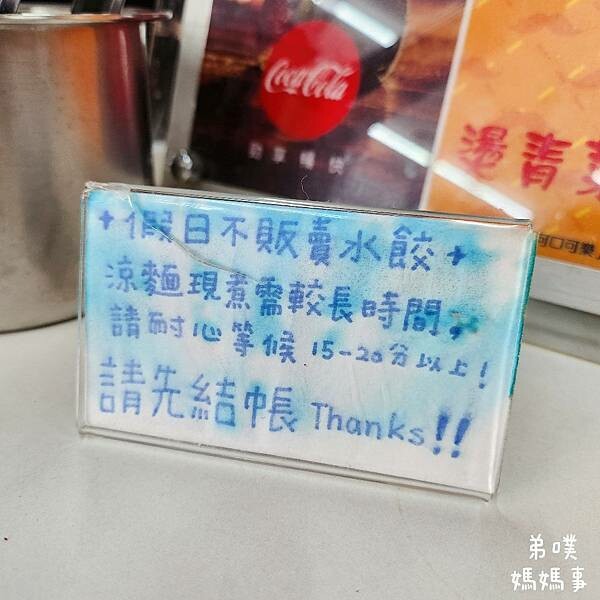 Coca-Cola
燙青菜
+假日不販賣水餃+
涼麵現煮需較長時間,
請耐心等候 15-20分以上!
請先結帳 Thanks!!
弟噗
媽媽事